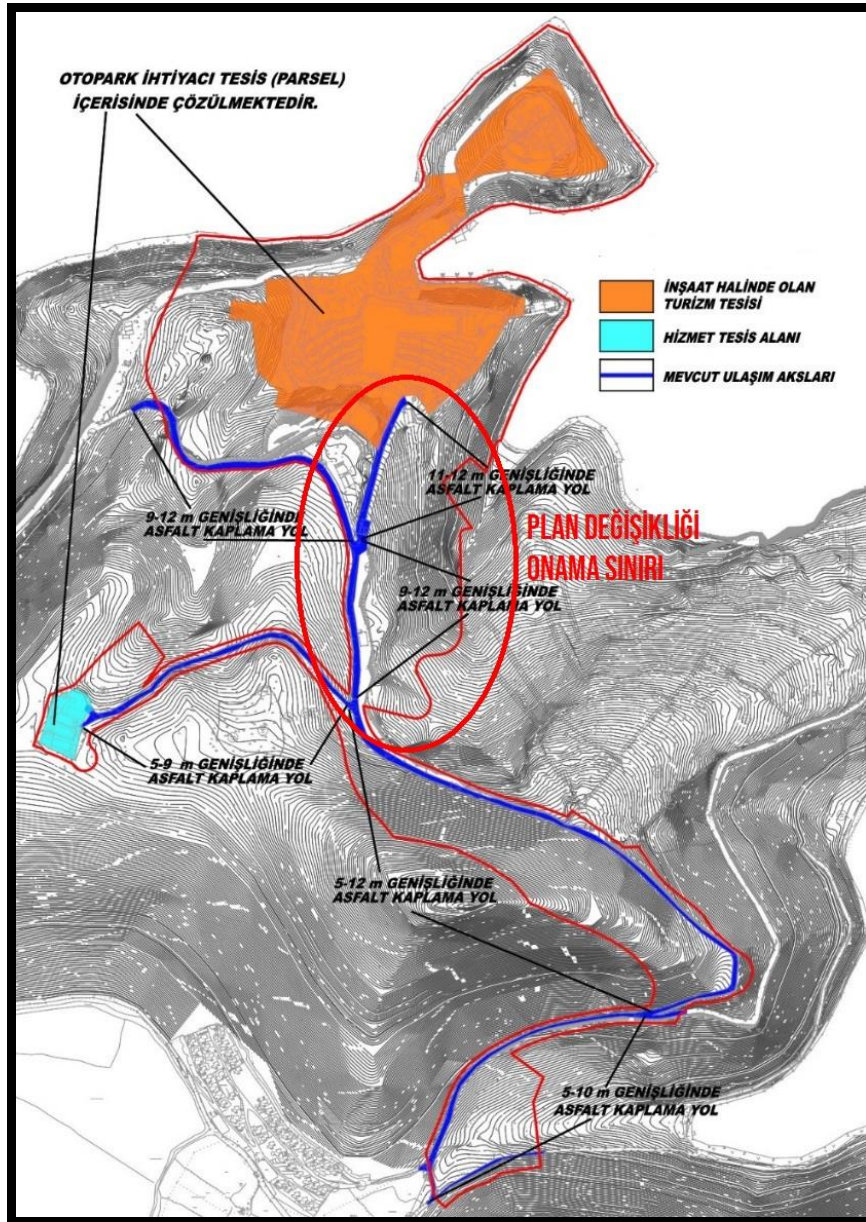 OTOPARK İHTİYACI TESİS (PARSEL)
İÇERİSİNDE ÇÖZÜLMEKTEDİR.
İNŞAAT HALİNDE OLAN
TURİZM TESİSİ
HİZMET TESİS ALANI
MEVCUT ULAŞIM AKSLARI
11-12 m GENİŞLİĞİNDE
ASFALT KAPLAMA YOL
9-12 m GENİŞLİĞİNDE
ASFALT KAPLAMA YOL
PLAN DEĞİŞİKLİĞİ
ONAMA SINIRI
9-12 m GENİŞLİĞİNDE
ASFALT KAPLAMA YOL
5-9 m GENİŞLİĞİNDE
ASFALT KAPLAMA YOL
5-12 m GENİŞLİĞİNDE
ASFALT KAPLAMA YOL
5-10 m GENİŞLİĞİNDE
ASFALT KAPLAMA YOL